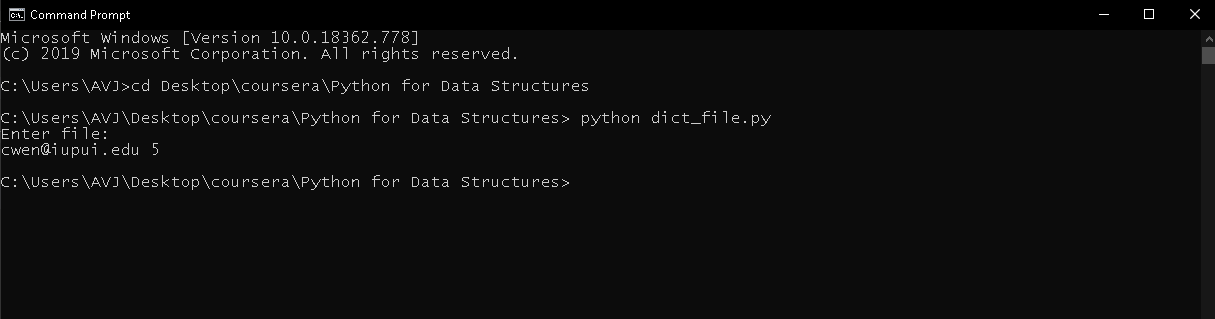 Command Prompt
Microsoft Windows [Version 10.0.18362.778]
(c) 2019 Microsoft Corporation. All rights reserved.
C:\Users\AVJ>cd Desktop\coursera\Python for Data Structures
C:\Users\AVJ\Desktop\coursera\Python for Data Structures> python dict_file.py
Enter file:
cwen@iupui.edu 5
C:\Users\AVJ\Desktop\coursera\Python for Data Structures>